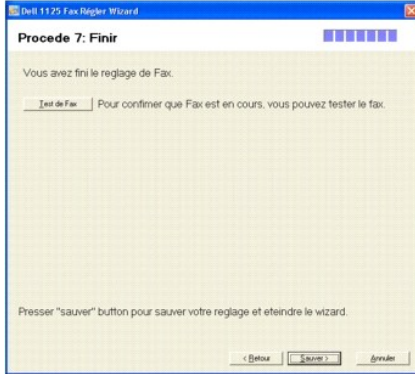 Dell 1125 Fax Régler Wizard
Procede 7: Finir
Vous avez fini le reglage de Fax.
Test de Fax Pour confirmer que Fax est en cours, vous pouvez tester le fax.
Presser "sauver" button pour sauver votre reglage et eteindre le wizard.
< Retour Sauver > Annuler